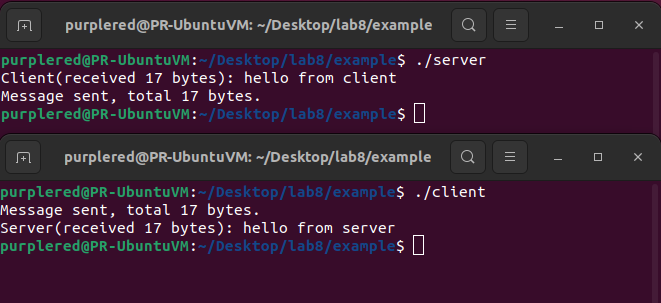 purplered@PR-UbuntuVM: ~/Desktop/lab8/example
purplered@PR-UbuntuVM:~/Desktop/lab8/example$ ./server
Client(received 17 bytes): hello from client
Message sent, total 17 bytes.
purplered@PR-UbuntuVM:~/Desktop/lab8/example$
purplered@PR-UbuntuVM: ~/Desktop/lab8/example
purplered@PR-UbuntuVM:~/Desktop/lab8/example$ ./client
Message sent, total 17 bytes.
Server(received 17 bytes): hello from server
purplered@PR-UbuntuVM:~/Desktop/lab8/example$